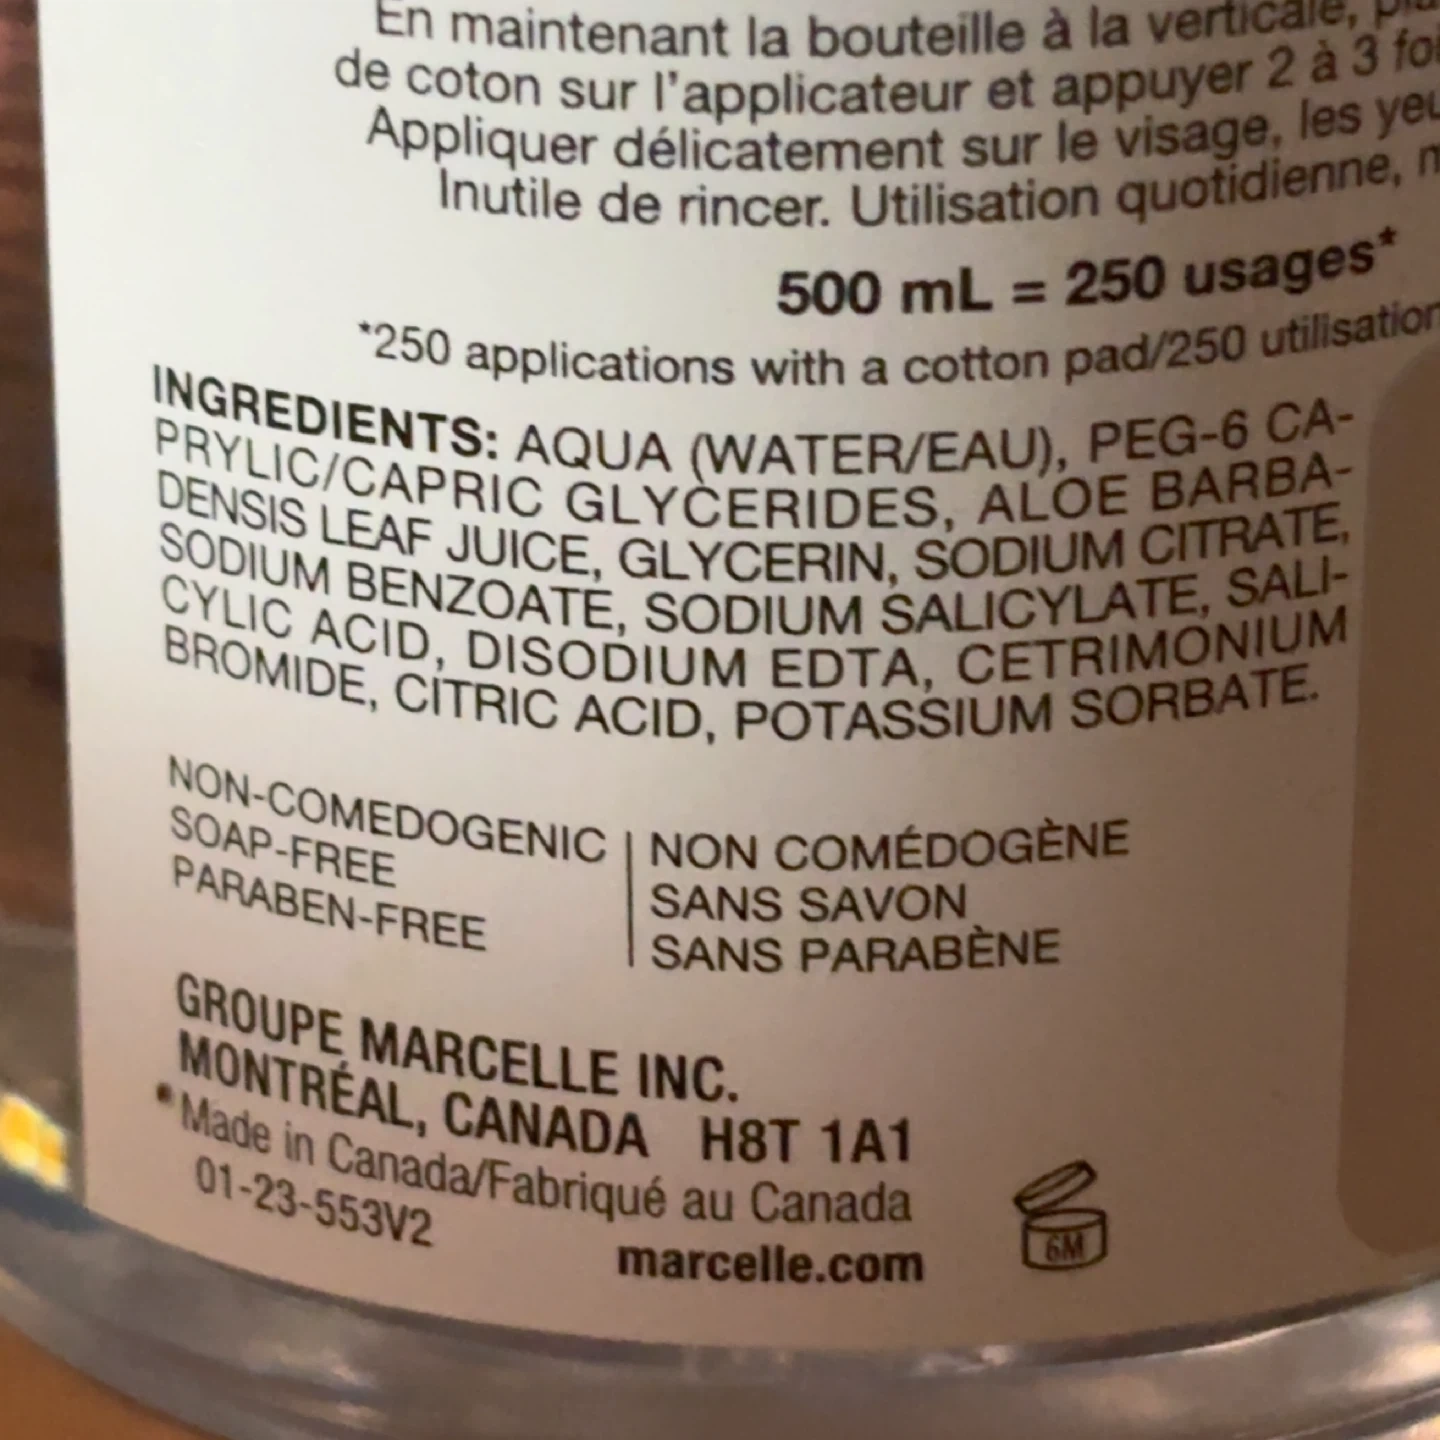 En maintenant la bouteille à la verticale,
de coton sur l'applicateur et appuyer 2 à 3
Appliquer délicatement sur le visage, les
Inutile de rincer. Utilisation quotidienne,
500 mL = 250 usages*
*250 applications with a cotton pad/250
INGREDIENTS: AQUA (WATER/EAU), PEG-6 CA-
PRYLIC/CAPRIC GLYCERIDES, ALOE BARBA-
DENSIS LEAF JUICE, GLYCERIN, SODIUM CITRATE,
SODIUM BENZOATE, SODIUM SALICYLATE, SALI-
CYLIC ACID, DISODIUM EDTA, CETRIMONIUM
BROMIDE, CITRIC ACID, POTASSIUM SORBATE.
NON-COMEDOGENIC
SOAP-FREE
PARABEN-FREE
NON COMÉDOGÈNE
SANS SAVON
SANS PARABÈNE
GROUPE MARCELLE INC.
MONTRÉAL, CANADA H8T 1A1
Made in Canada/Fabriqué au Canada
01-23-553V2
marcelle.com
6M